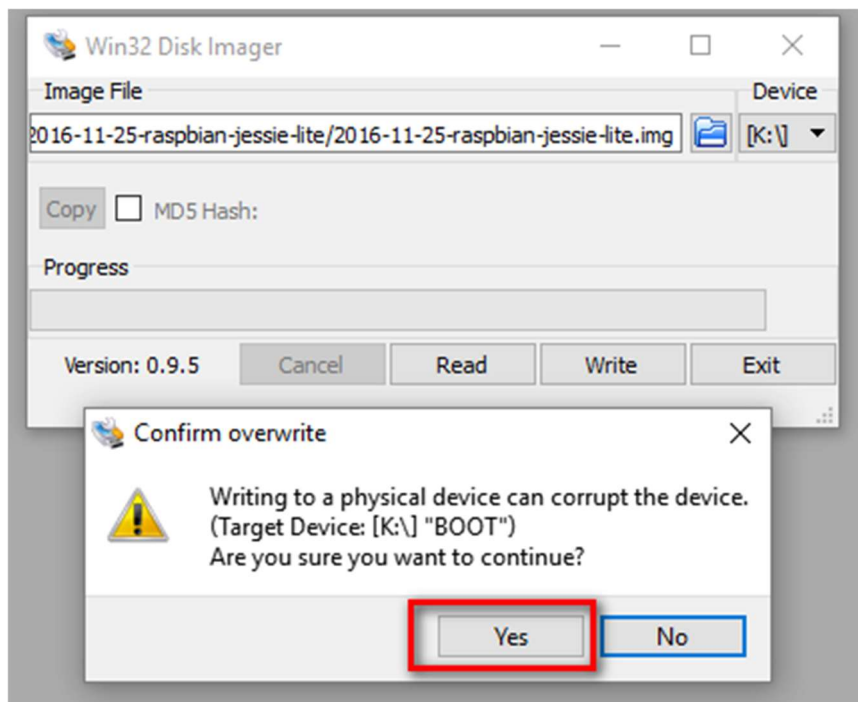 Win32 Disk Imager
Image File
Device
2016-11-25-raspbian-jessie-lite/2016-11-25-raspbian-jessie-lite.img
[K:\]
Copy
MD5 Hash:
Progress
Version: 0.9.5
Cancel
Read
Write
Exit
Confirm overwrite
Writing to a physical device can corrupt the device.
(Target Device: [K:\] "BOOT")
Are you sure you want to continue?
Yes
No